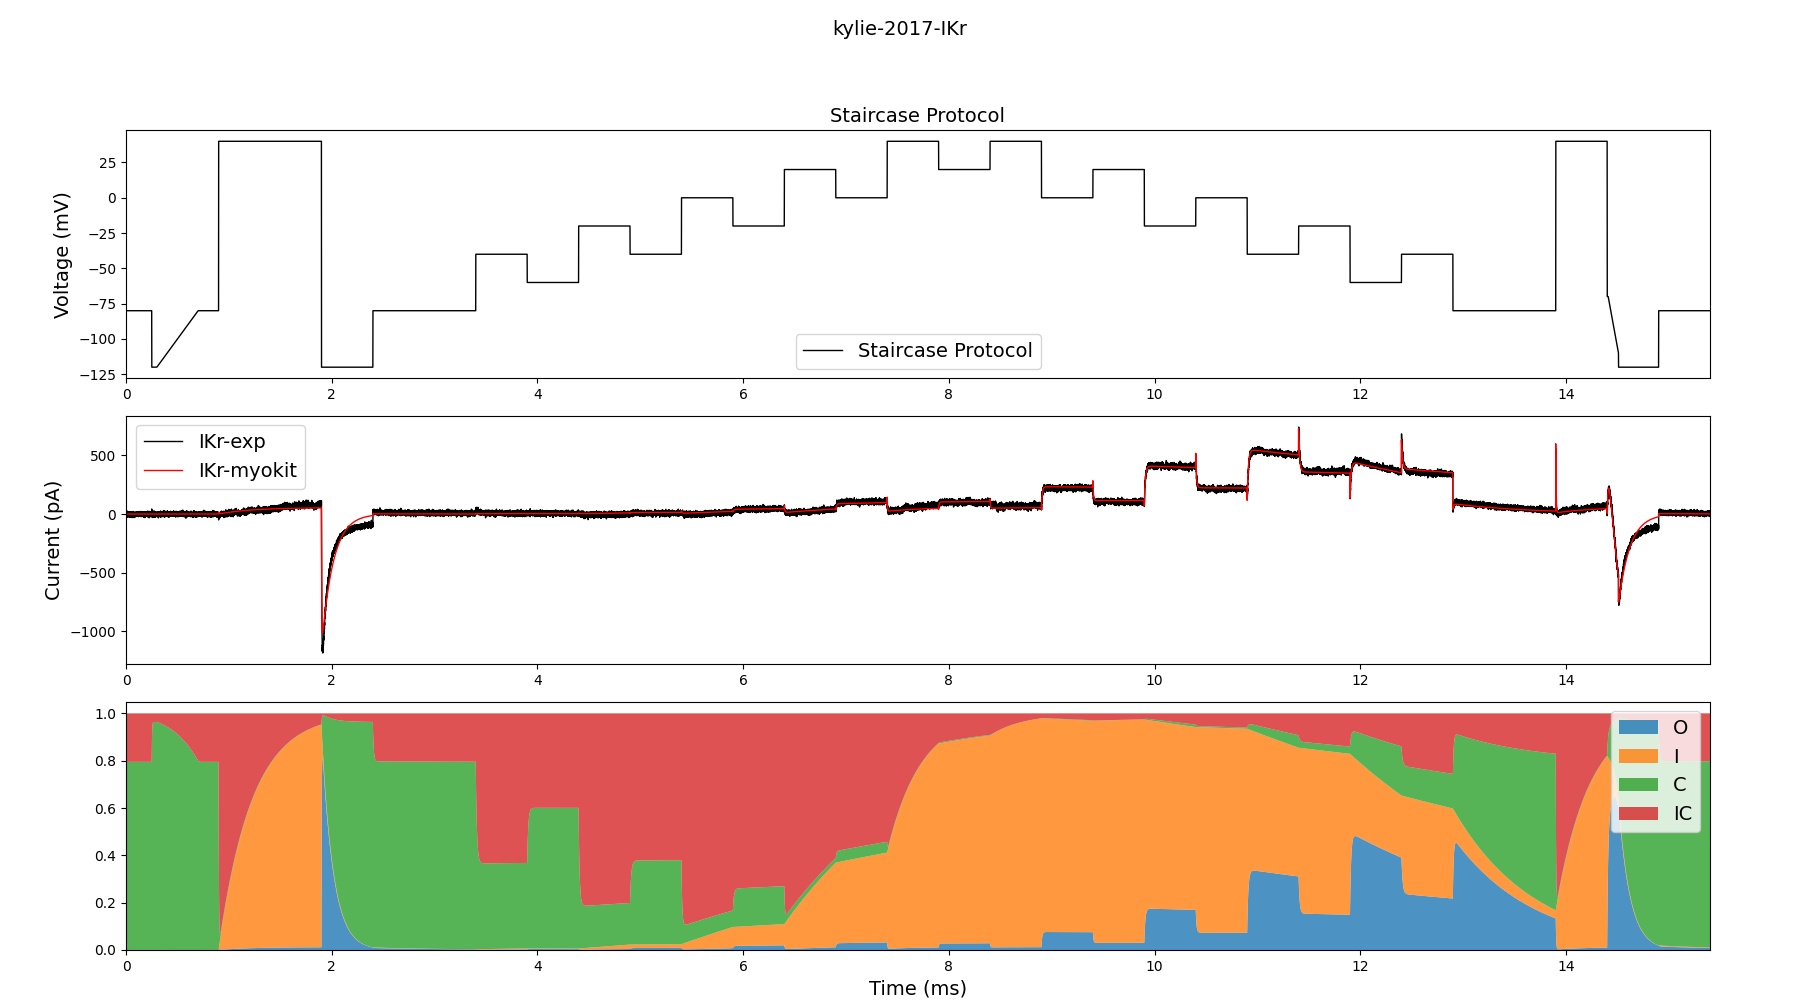 kylie-2017-IKr
Staircase Protocol
25
0
−25
−50
−75
−100
−125
Voltage (mV)
Staircase Protocol
0 2 4 6 8 10 12 14
IKr-exp
IKr-myokit
500
0
−500
−1000
Current (pA)
0 2 4 6 8 10 12 14
1.0
0.8
0.6
0.4
0.2
0.0
O
I
C
IC
0 2 4 6 8 10 12 14
Time (ms)